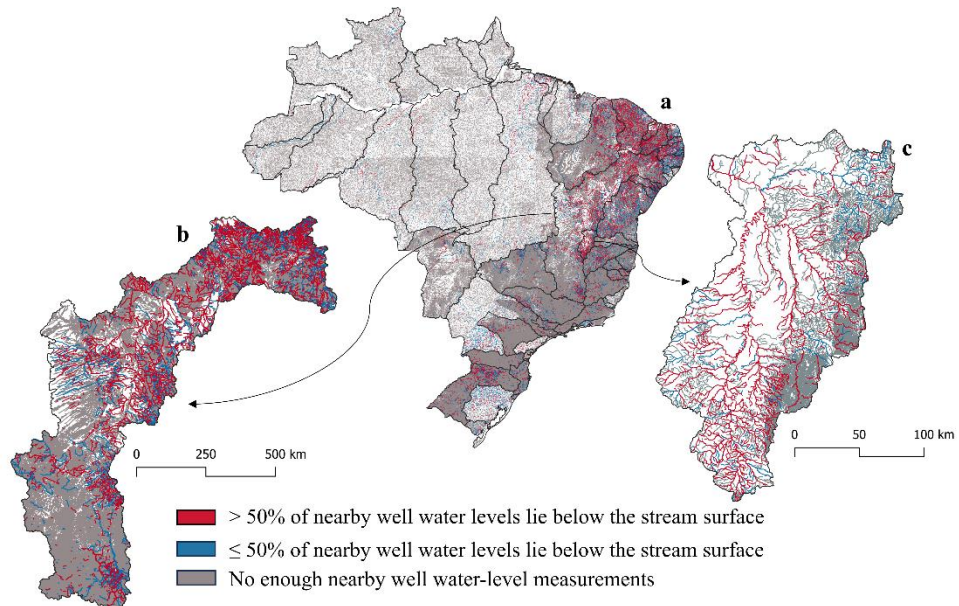 a
c
b
0 250 500 km
0 50 100 km
> 50% of nearby well water levels lie below the stream surface
≤ 50% of nearby well water levels lie below the stream surface
No enough nearby well water-level measurements